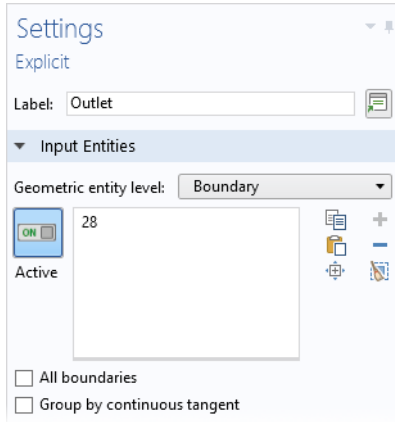 Settings
Explicit
Label: Outlet
Input Entities
Geometric entity level: Boundary
28
ON
Active
All boundaries
Group by continuous tangent